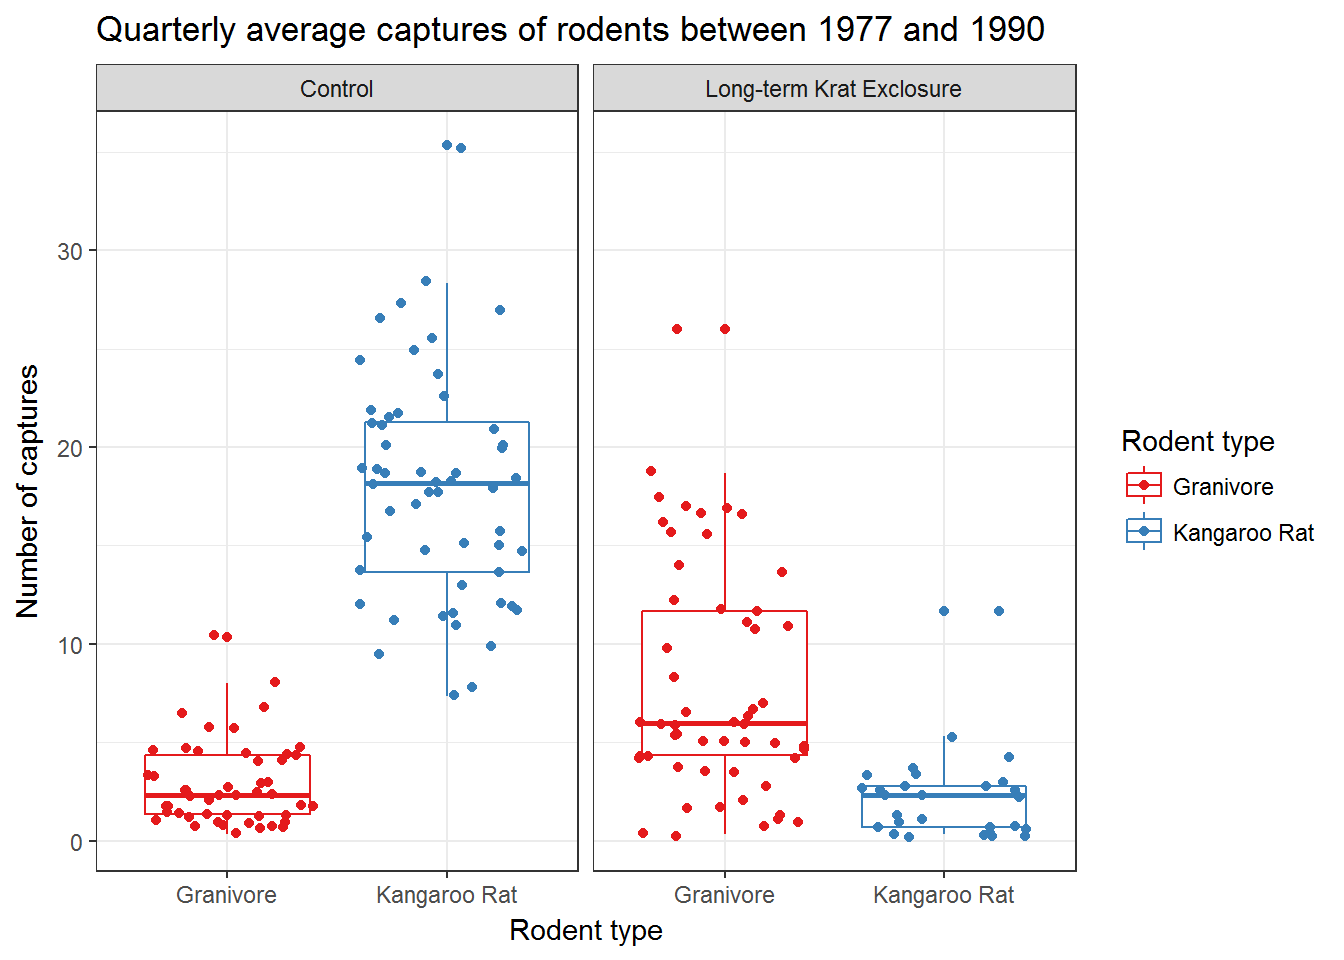 Quarterly average captures of rodents between 1977 and 1990
Control
Long-term Krat Exclosure
Number of captures
30
20
10
0
Granivore
Kangaroo Rat
Granivore
Kangaroo Rat
Rodent type
Rodent type
Granivore
Kangaroo Rat